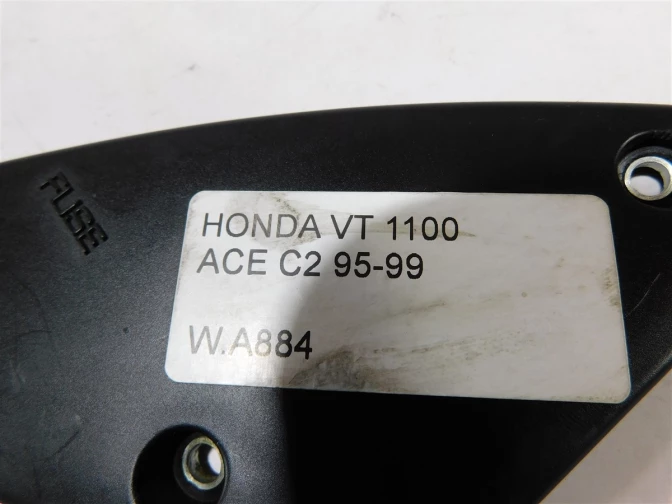 FUSE
HONDA VT 1100
ACE C2 95-99
W.A884